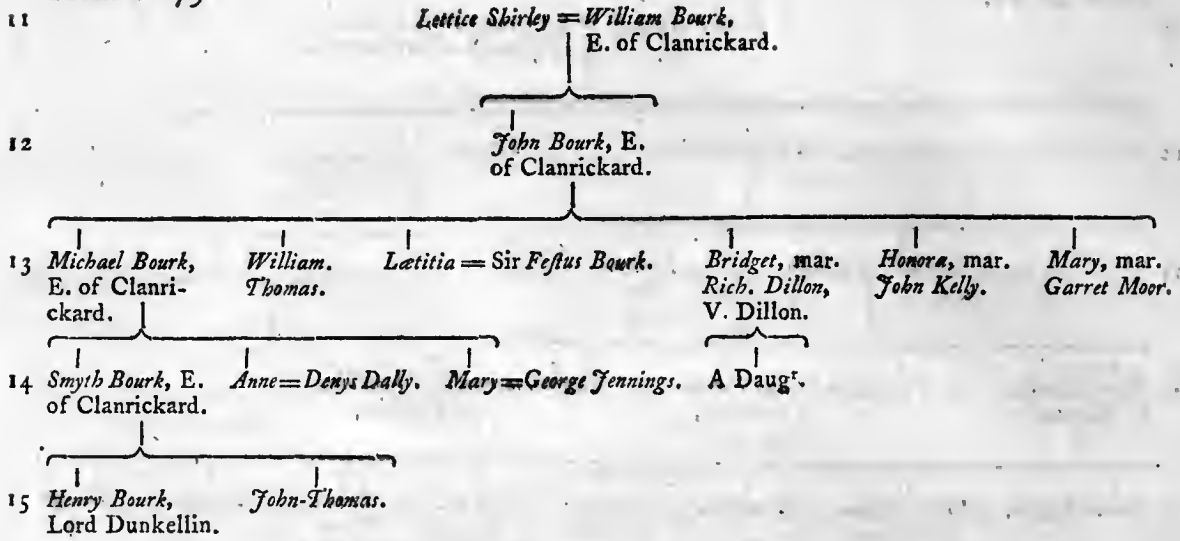 11 Lettice Shirley = William Bourk,
E. of Clanrickard.
12 John Bourk, E.
of Clanrickard.
13 Michael Bourk, William. Lætitia = Sir Feſtus Bourk. Bridget, mar. Honora, mar. Mary, mar.
E. of Clanri- Thomas. Rich. Dillon, John Kelly. Garret Moor.
ckard. V. Dillon.
14 Smyth Bourk, E. Anne=Denys Dally. Mary=George Jennings. A Daugʳ.
of Clanrickard.
15 Henry Bourk, John-Thomas.
Lord Dunkellin.